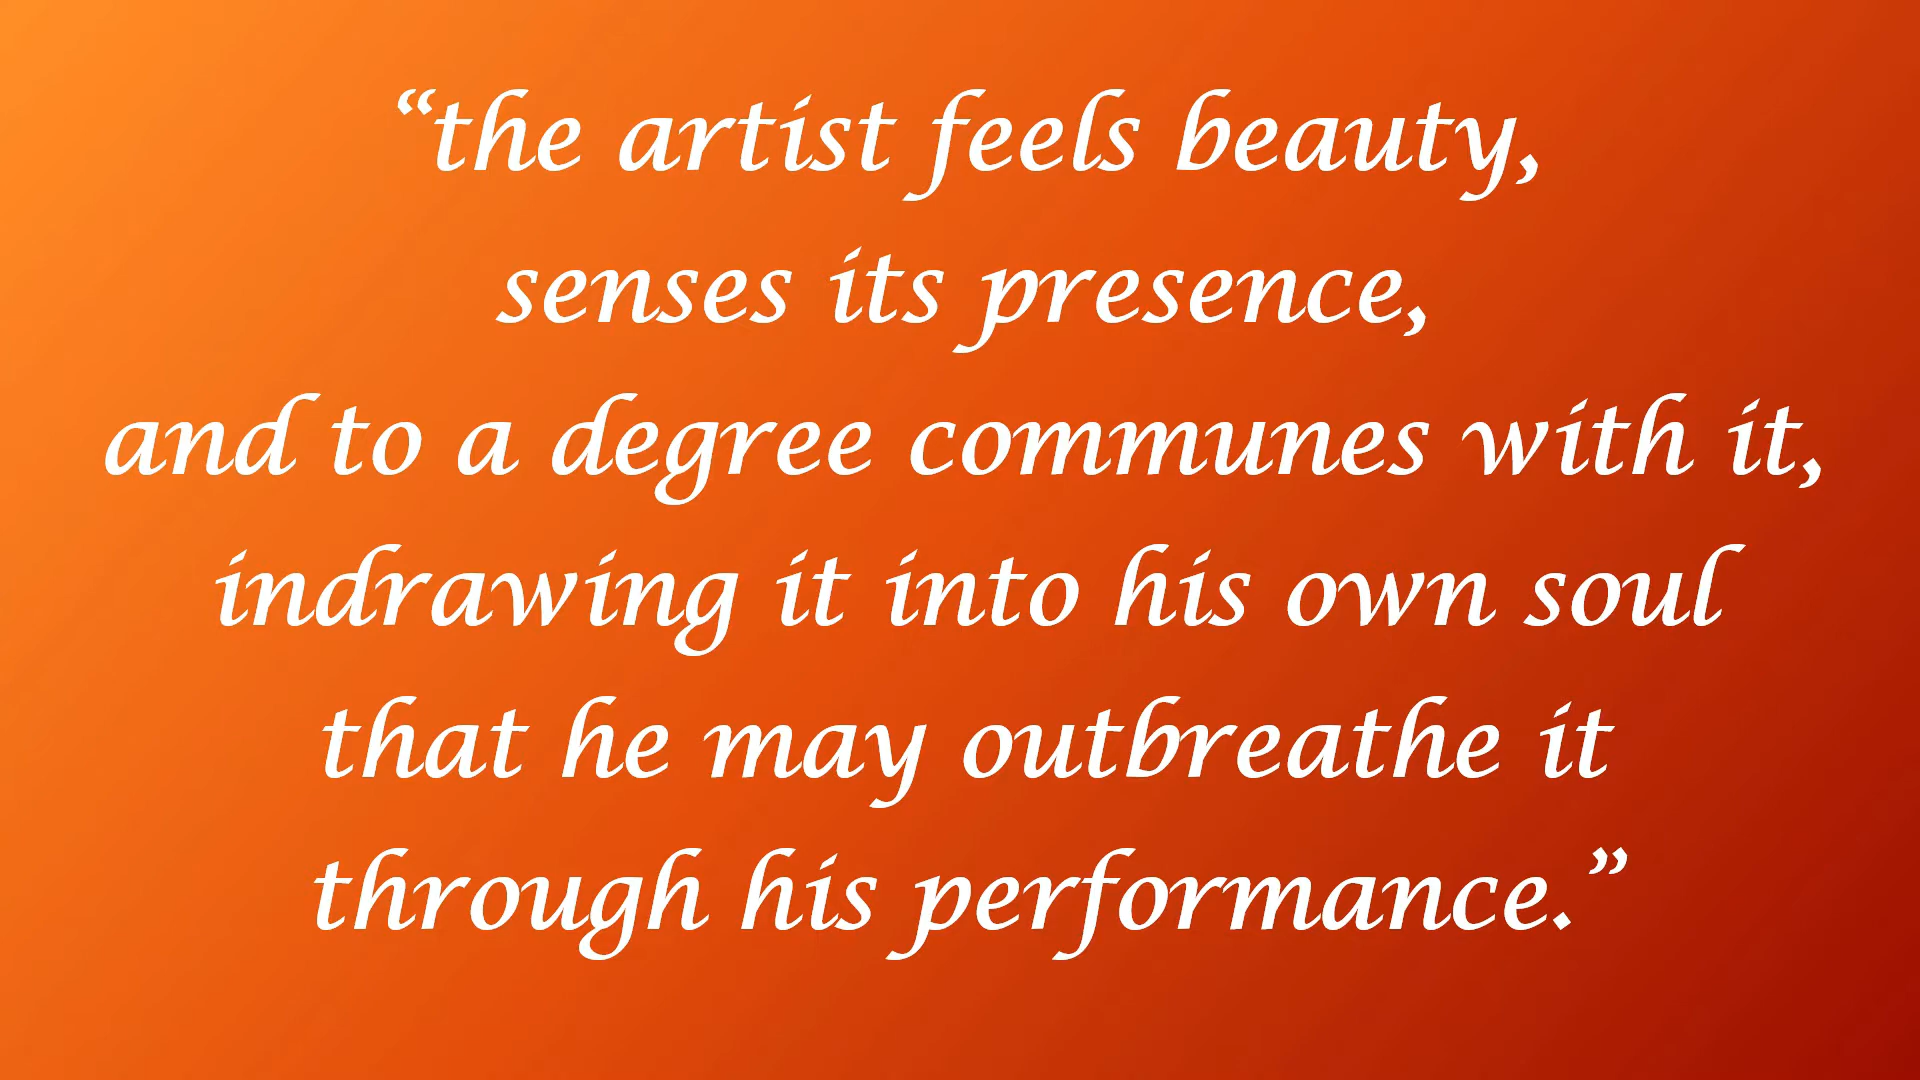 “the artist feels beauty,
senses its presence,
and to a degree communes with it,
indrawing it into his own soul
that he may outbreathe it
through his performance.”